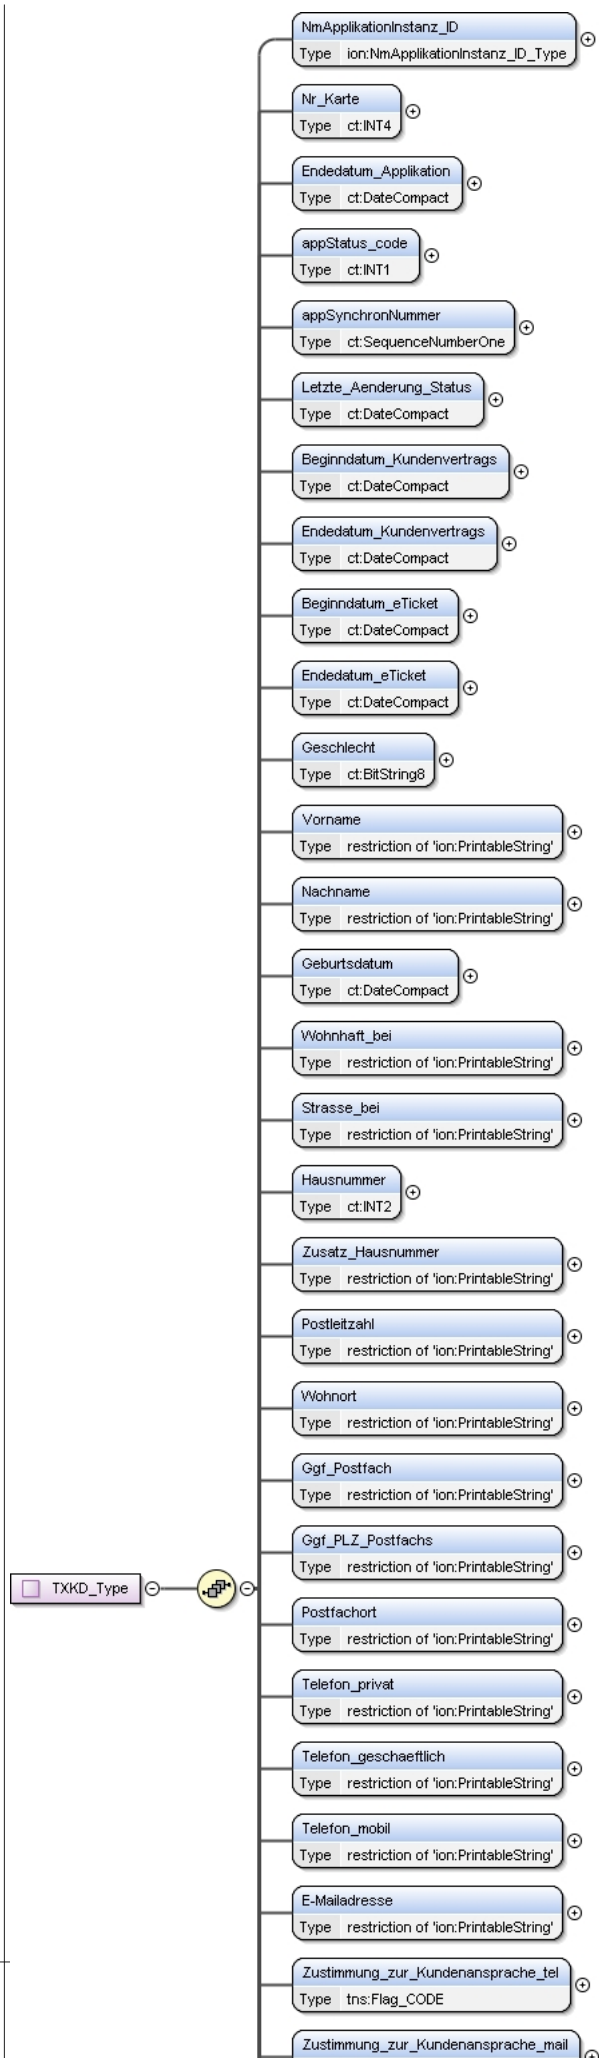 NmApplikationInstanz_ID
Type ion:NmApplikationInstanz_ID_Type
Nr_Karte
Type ct:INT4
Endedatum_Applikation
Type ct:DateCompact
appStatus_code
Type ct:INT1
appSynchronNummer
Type ct:SequenceNumberOne
Letzte_Aenderung_Status
Type ct:DateCompact
Beginndatum_Kundenvertrags
Type ct:DateCompact
Endedatum_Kundenvertrags
Type ct:DateCompact
Beginndatum_eTicket
Type ct:DateCompact
Endedatum_eTicket
Type ct:DateCompact
Geschlecht
Type ct:BitString8
Vorname
Type restriction of 'ion:PrintableString'
Nachname
Type restriction of 'ion:PrintableString'
Geburtsdatum
Type ct:DateCompact
Wohnhaft_bei
Type restriction of 'ion:PrintableString'
Strasse_bei
Type restriction of 'ion:PrintableString'
Hausnummer
Type ct:INT2
Zusatz_Hausnummer
Type restriction of 'ion:PrintableString'
Postleitzahl
Type restriction of 'ion:PrintableString'
Wohnort
Type restriction of 'ion:PrintableString'
Ggf_Postfach
Type restriction of 'ion:PrintableString'
Ggf_PLZ_Postfachs
Type restriction of 'ion:PrintableString'
TXKD_Type
Postfachort
Type restriction of 'ion:PrintableString'
Telefon_privat
Type restriction of 'ion:PrintableString'
Telefon_geschaeftlich
Type restriction of 'ion:PrintableString'
Telefon_mobil
Type restriction of 'ion:PrintableString'
E-Mailadresse
Type restriction of 'ion:PrintableString'
Zustimmung_zur_Kundenansprache_tel
Type tns:Flag_CODE
Zustimmung_zur_Kundenansprache_mail